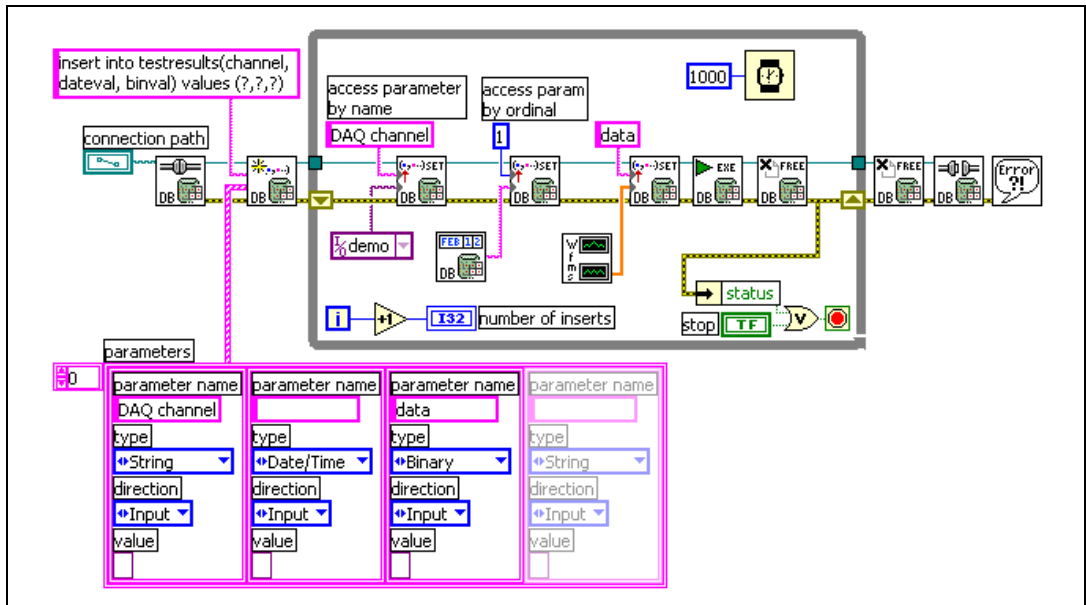 insert into testresults(channel,
dateval, binval) values (?,?,?)
1000
access parameter
by name
access param
by ordinal
DAQ channel
1
data
connection path
DB
DB
SET
DB
SET
DB
SET
DB
EXE
DB
FREE
DB
FREE
DB
DB
Error
?!
demo
FEB 1 2
DB
Wfms
status
i
+1
I32
number of inserts
stop
TF
V
parameters
0
parameter name
parameter name
parameter name
parameter name
DAQ channel
data
type
type
type
type
String
Date/Time
Binary
String
direction
direction
direction
direction
Input
Input
Input
Input
value
value
value
value